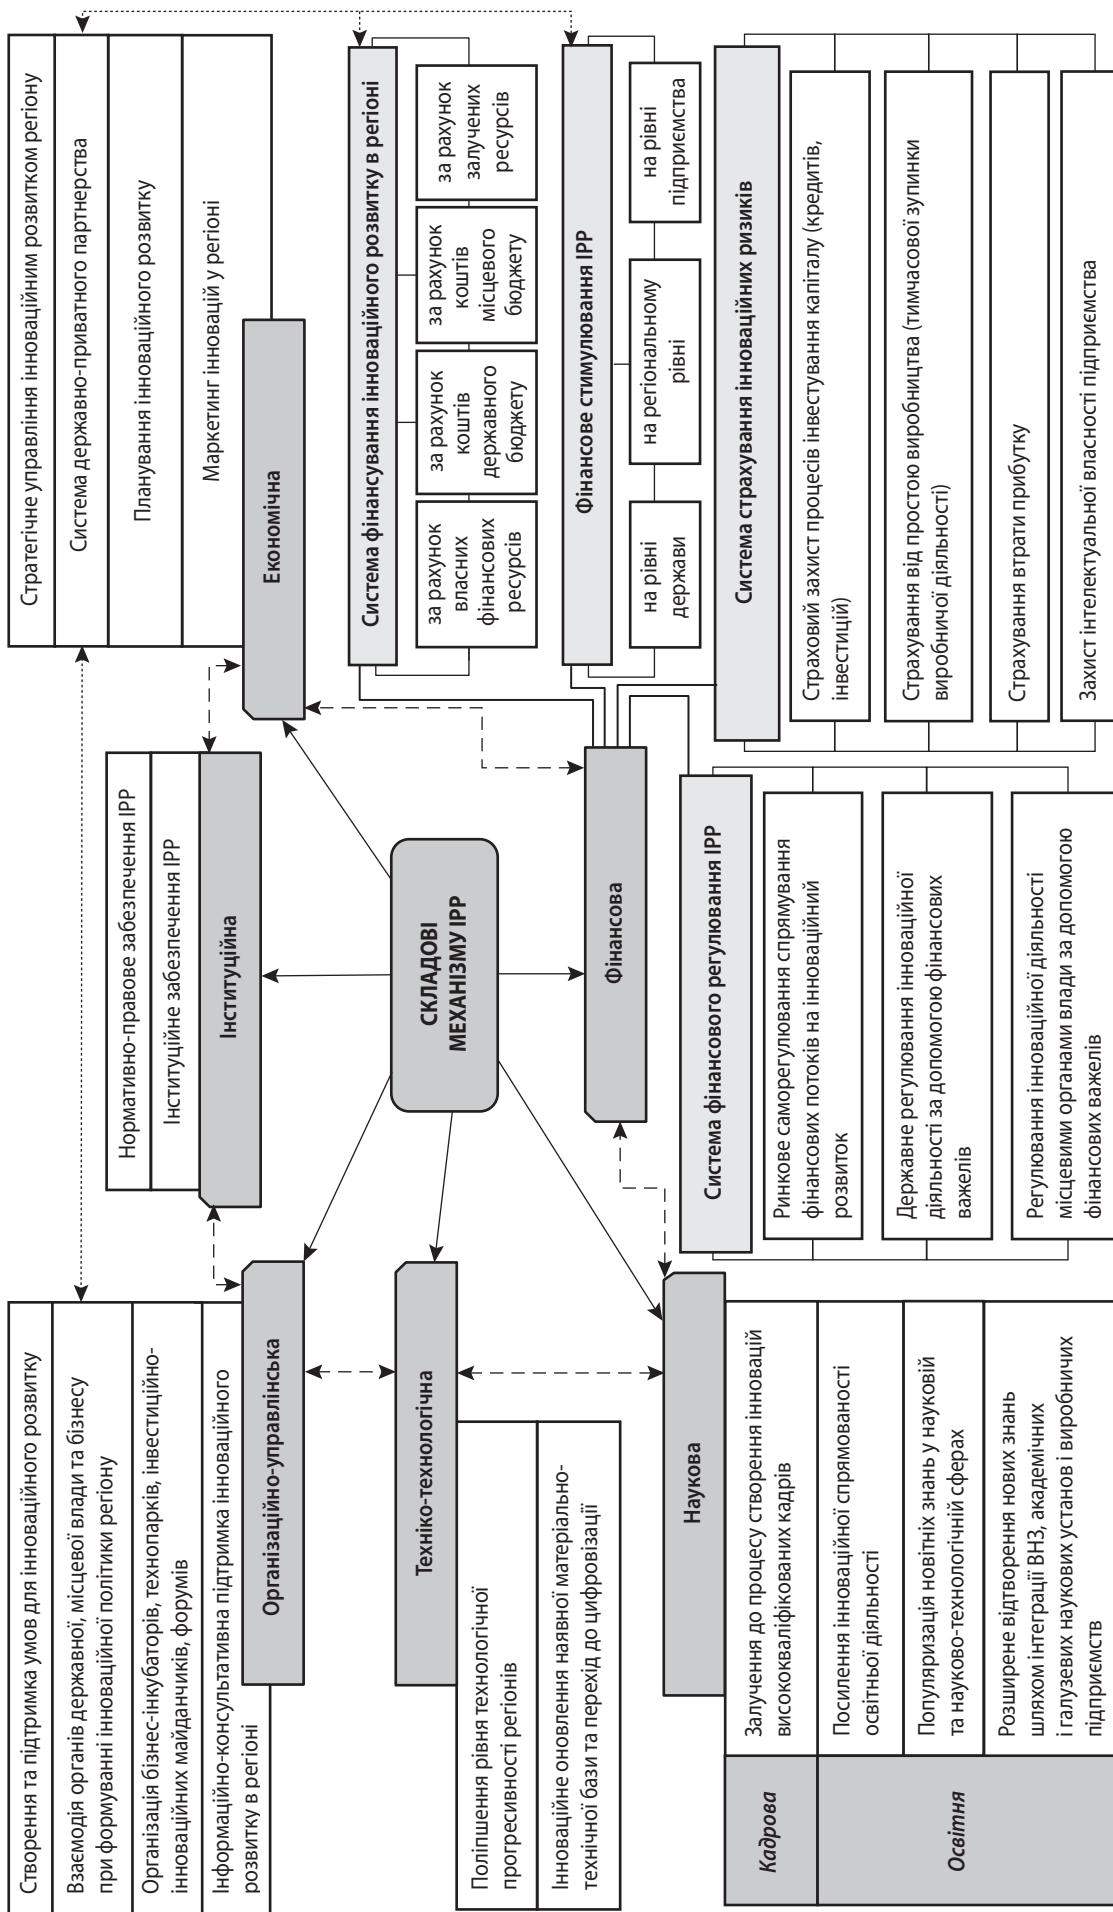 Створення та підтримка умов для інноваційного розвитку
Взаємодія органів державної, місцевої влади та бізнесу
при формуванні інноваційної політики регіону
Організація бізнес-інкубаторів, технопарків, інвестиційно-
інноваційних майданчиків, форумів
Інформаційно-консультативна підтримка інноваційного
розвитку в регіоні
Організаційно-управлінська
Нормативно-правове забезпечення ІРР
Інституційне забезпечення ІРР
Інституційна
Стратегічне управління інноваційним розвитком регіону
Система державно-приватного партнерства
Планування інноваційного розвитку
Маркетинг інновацій у регіоні
Економічна
СКЛАДОВІ
МЕХАНІЗМУ ІРР
Техніко-технологічна
Поліпшення рівня технологічної
прогресивності регіонів
Інноваційне оновлення наявної матеріально-
технічної бази та перехід до цифровізації
Фінансова
Система фінансування інноваційного розвитку в регіоні
за рахунок
власних
фінансових
ресурсів
за рахунок
коштів
державного
бюджету
за рахунок
коштів
місцевого
бюджету
за рахунок
залучених
ресурсів
Фінансове стимулювання ІРР
на рівні
держави
на регіональному
рівні
на рівні
підприємства
Наукова
Кадрова
Залучення до процесу створення інновацій
висококваліфікованих кадрів
Освітня
Посилення інноваційної спрямованості
освітньої діяльності
Популяризація новітніх знань у науковій
та науково-технологічній сферах
Розширене відтворення нових знань
шляхом інтеграції ВНЗ, академічних
і галузевих наукових установ і виробничих
підприємств
Система фінансового регулювання ІРР
Ринкове саморегулювання спрямування
фінансових потоків на інноваційний
розвиток
Державне регулювання інноваційної
діяльності за допомогою фінансових
важелів
Регулювання інноваційної діяльності
місцевими органами влади за допомогою
фінансових важелів
Система страхування інноваційних ризиків
Страховий захист процесів інвестування капіталу (кредитів,
інвестицій)
Страхування від простою виробництва (тимчасової зупинки
виробничої діяльності)
Страхування втрати прибутку
Захист інтелектуальної власності підприємства